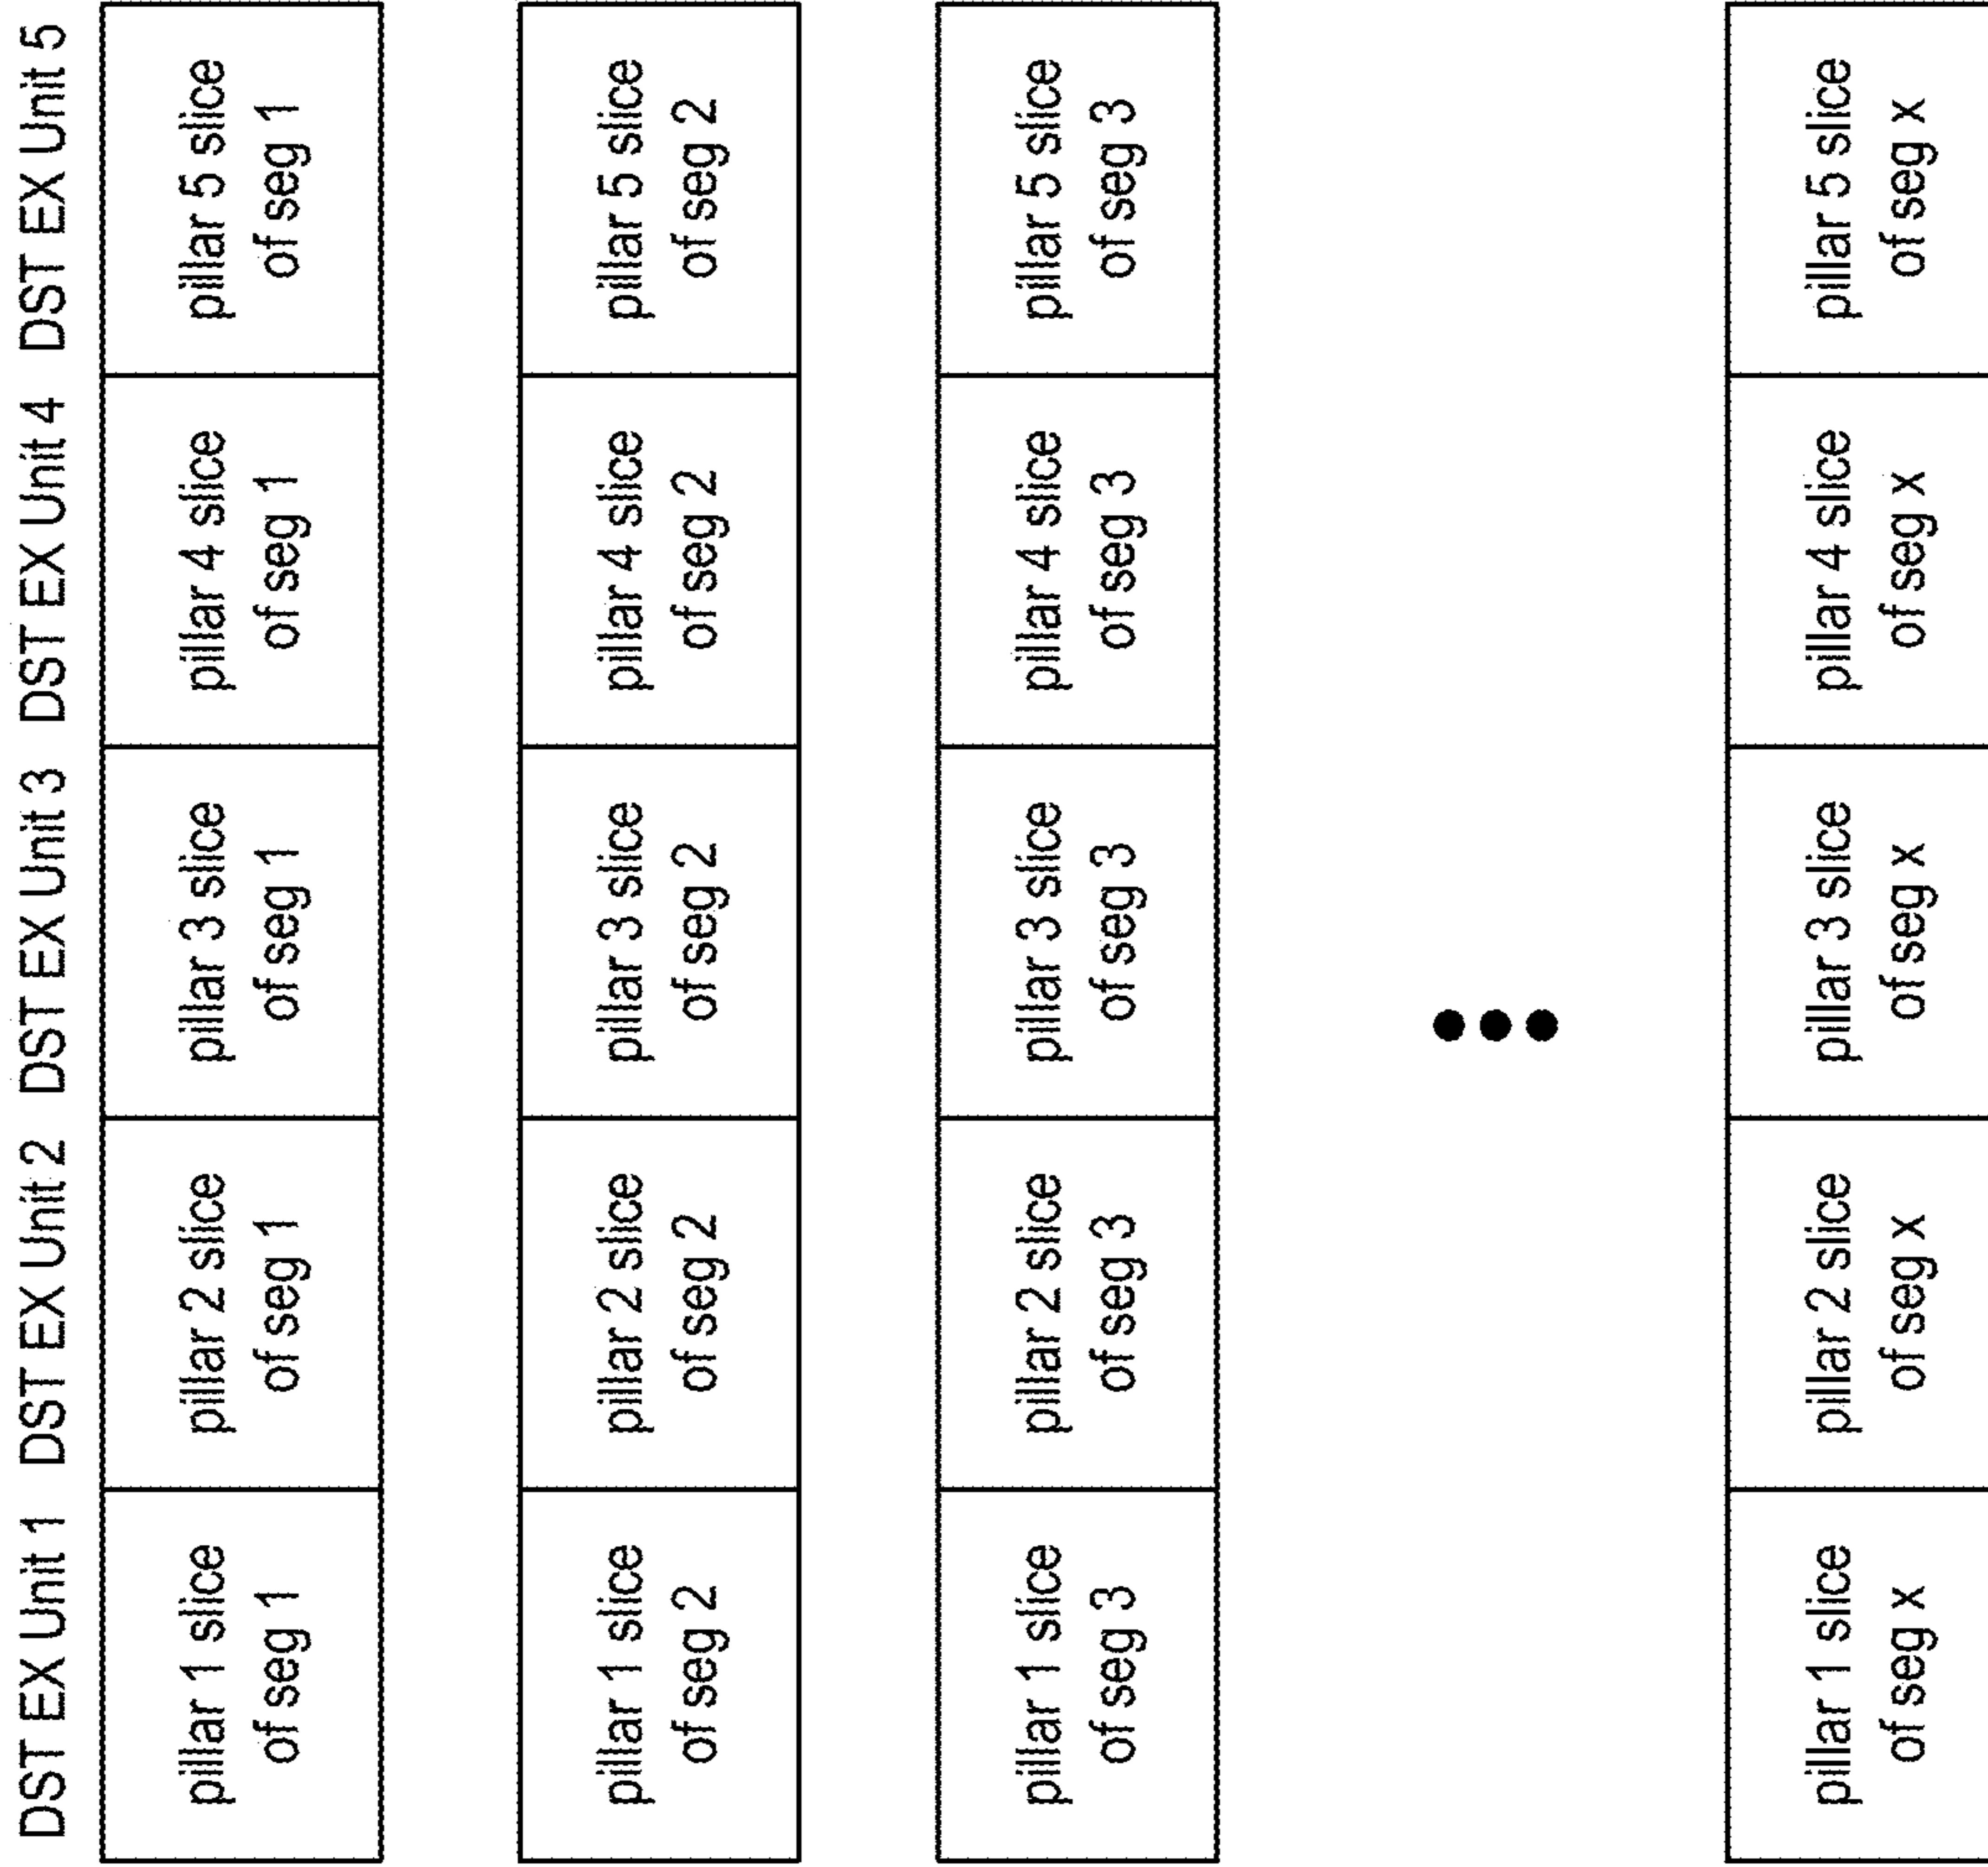 DST EX Unit 1 DST EX Unit 2 DST EX Unit 3 DST EX Unit 4 DST EX Unit 5
pillar 1 slice
of seg 1
pillar 2 slice
of seg 1
pillar 3 slice
of seg 1
pillar 4 slice
of seg 1
pillar 5 slice
of seg 1
pillar 1 slice
of seg 2
pillar 2 slice
of seg 2
pillar 3 slice
of seg 2
pillar 4 slice
of seg 2
pillar 5 slice
of seg 2
pillar 1 slice
of seg 3
pillar 2 slice
of seg 3
pillar 3 slice
of seg 3
pillar 4 slice
of seg 3
pillar 5 slice
of seg 3
pillar 1 slice
of seg x
pillar 2 slice
of seg x
pillar 3 slice
of seg x
pillar 4 slice
of seg x
pillar 5 slice
of seg x